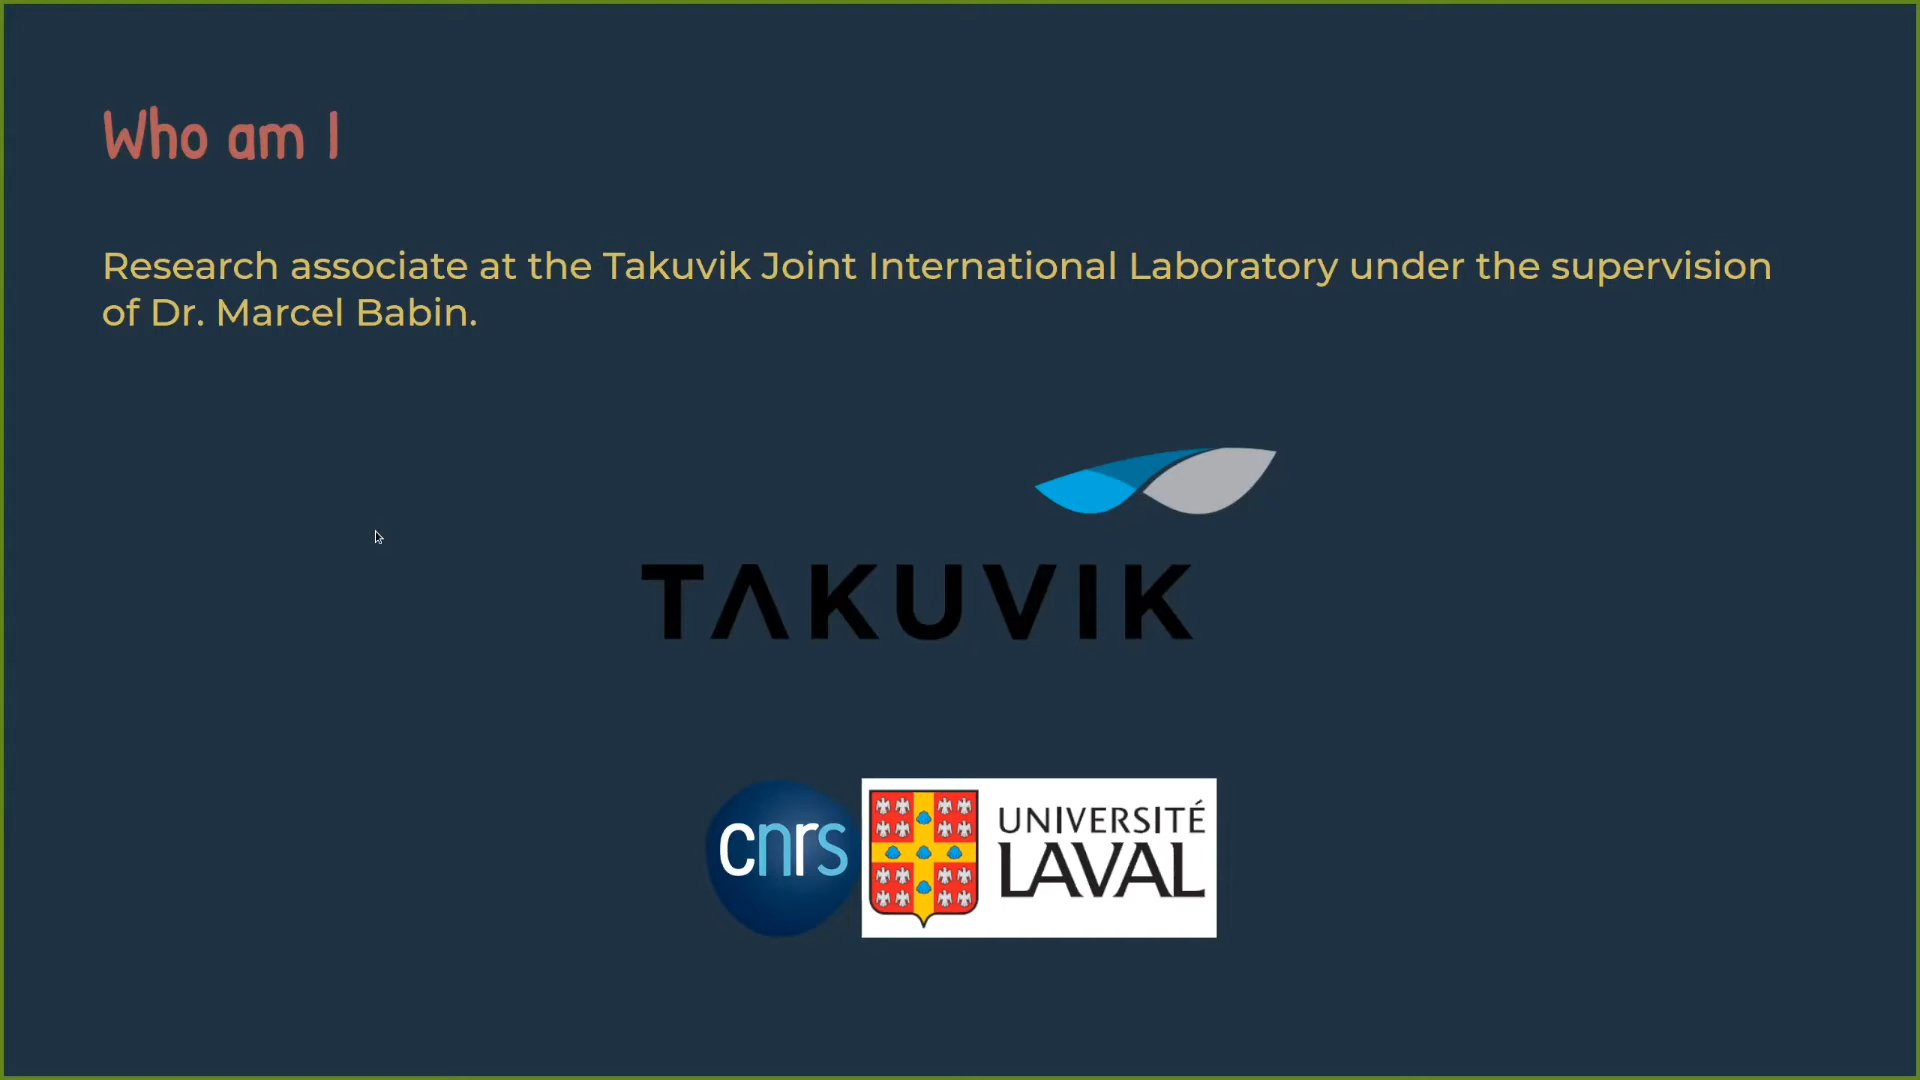 Who am I
Research associate at the Takuvik Joint International Laboratory under the supervision
of Dr. Marcel Babin.
TAKUVIK
cnrs
UNIVERSITÉ
LAVAL